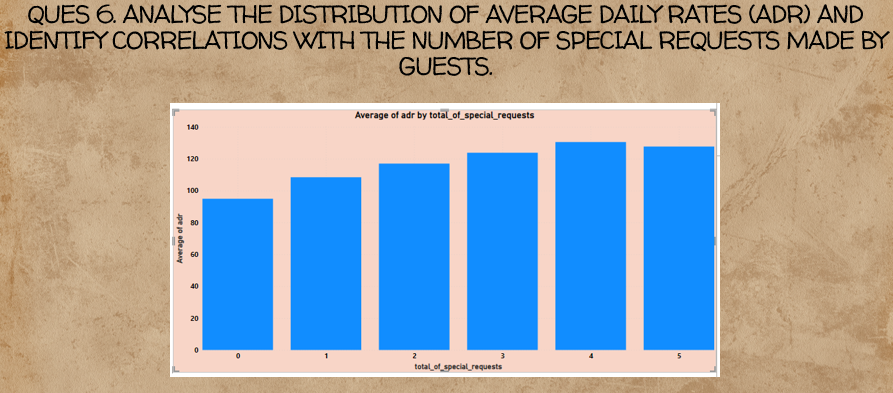 QUES 6. ANALYSE THE DISTRIBUTION OF AVERAGE DAILY RATES (ADR) AND
IDENTIFY CORRELATIONS WITH THE NUMBER OF SPECIAL REQUESTS MADE BY
GUESTS.
Average of adr by total_of_special_requests
140
120
100
80
60
40
20
0
Average of adr
0 1 2 3 4 5
total_of_special_requests